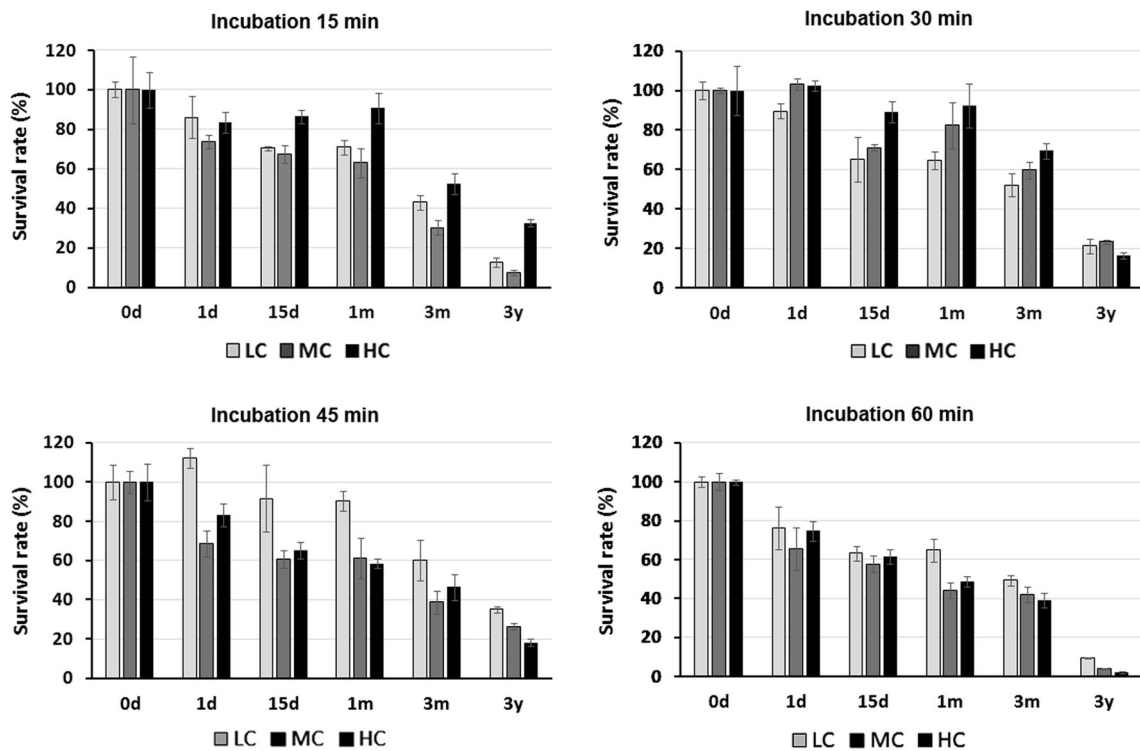 Incubation 15 min
Survival rate (%)
120
100
80
60
40
20
0
0d 1d 15d 1m 3m 3y
LC MC HC
Incubation 30 min
Survival rate (%)
120
100
80
60
40
20
0
0d 1d 15d 1m 3m 3y
LC MC HC
Incubation 45 min
Survival rate (%)
120
100
80
60
40
20
0
0d 1d 15d 1m 3m 3y
LC MC HC
Incubation 60 min
Survival rate (%)
120
100
80
60
40
20
0
0d 1d 15d 1m 3m 3y
LC MC HC